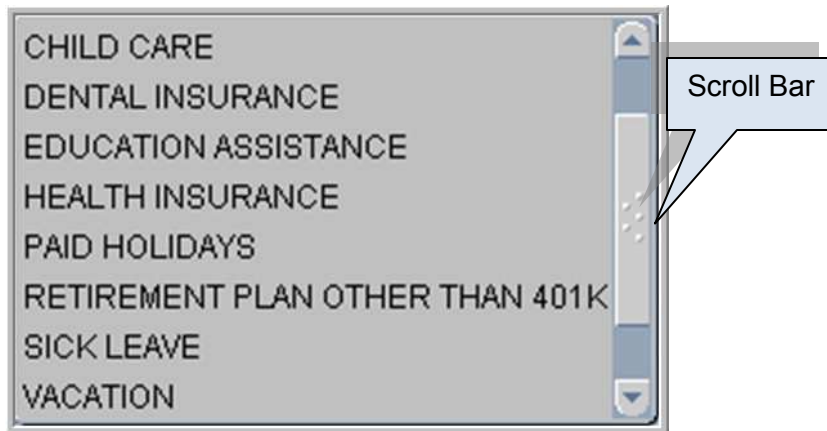 CHILD CARE
DENTAL INSURANCE
EDUCATION ASSISTANCE
HEALTH INSURANCE
PAID HOLIDAYS
RETIREMENT PLAN OTHER THAN 401K
SICK LEAVE
VACATION
Scroll Bar